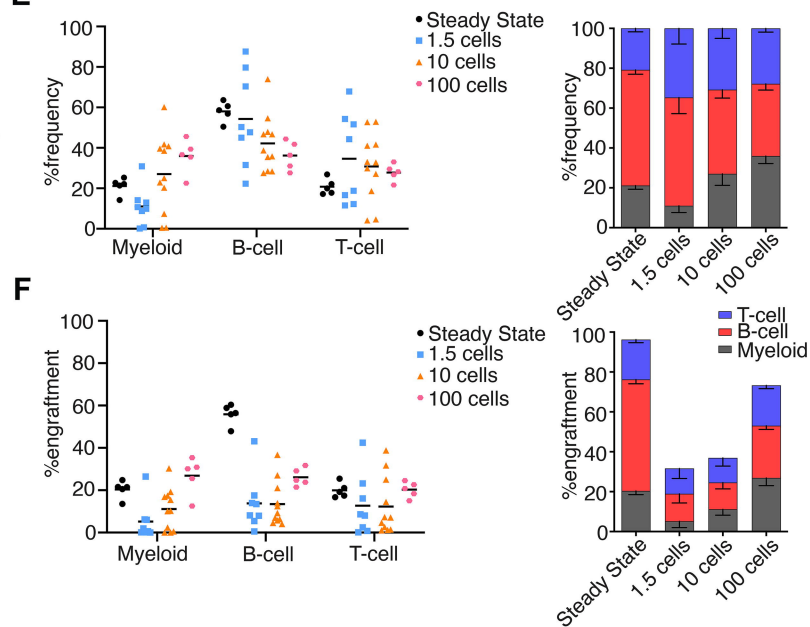 E
100
80
60
40
20
0
%frequency
Myeloid
B-cell
T-cell
Steady State
1.5 cells
10 cells
100 cells
100
80
60
40
20
0
%frequency
Steady State
1.5 cells
10 cells
100 cells
F
100
80
60
40
20
0
%engraftment
Myeloid
B-cell
T-cell
Steady State
1.5 cells
10 cells
100 cells
T-cell
B-cell
Myeloid
100
80
60
40
20
0
%engraftment
Steady State
1.5 cells
10 cells
100 cells